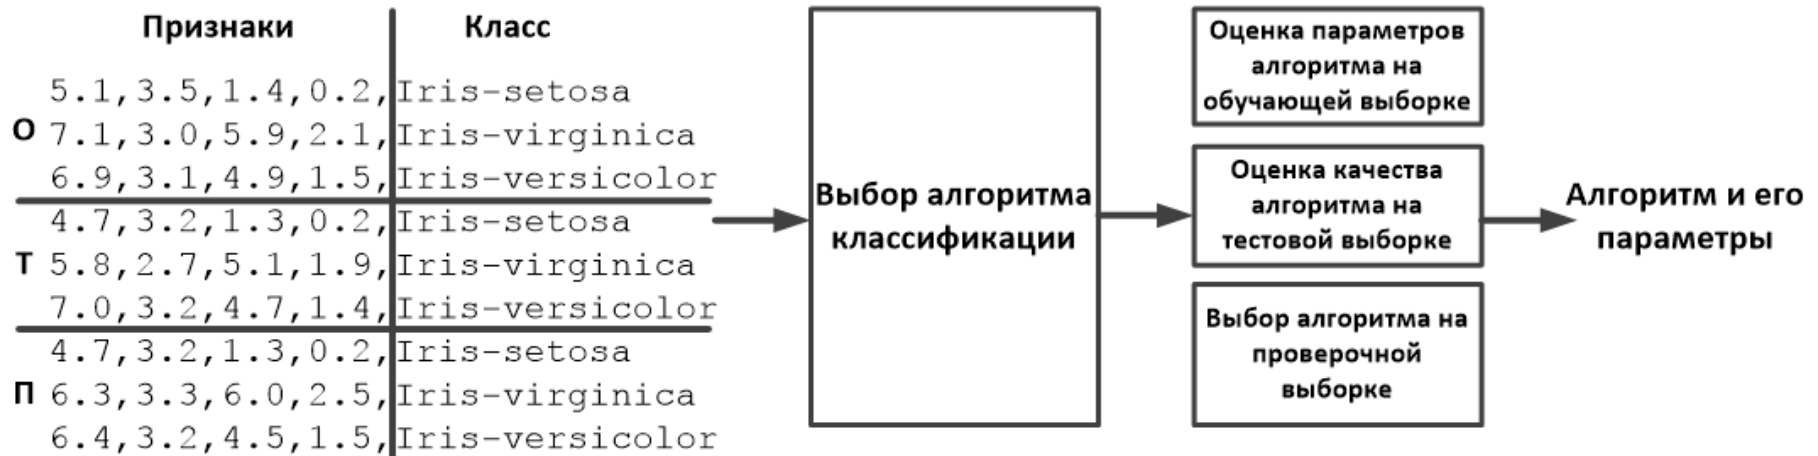 Признаки Класс
5.1,3.5,1.4,0.2,Iris-setosa
О 7.1,3.0,5.9,2.1,Iris-virginica
6.9,3.1,4.9,1.5,Iris-versicolor
4.7,3.2,1.3,0.2,Iris-setosa
Т 5.8,2.7,5.1,1.9,Iris-virginica
7.0,3.2,4.7,1.4,Iris-versicolor
4.7,3.2,1.3,0.2,Iris-setosa
П 6.3,3.3,6.0,2.5,Iris-virginica
6.4,3.2,4.5,1.5,Iris-versicolor
Выбор алгоритма
классификации
Оценка параметров
алгоритма на
обучающей выборке
Оценка качества
алгоритма на
тестовой выборке
Выбор алгоритма на
проверочной
выборке
Алгоритм и его
параметры